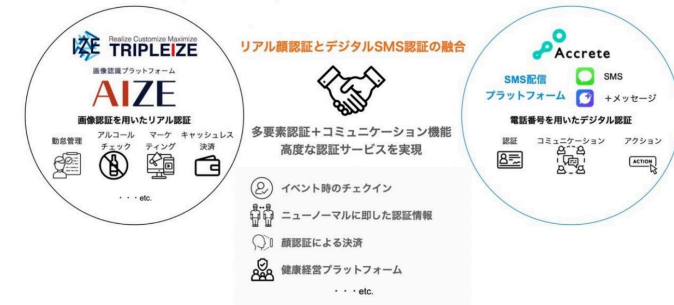 Realize Customize Maximize
IZE TRIPLEIZE
画像認識プラットフォーム
AIZE
画像認証を用いたリアル認証
勤怠管理
アルコール
チェック
マーケ
ティング
キャッシュレス
決済
・・・etc.
リアル顔認証とデジタルSMS認証の融合
多要素認証+コミュニケーション機能
高度な認証サービスを実現
イベント時のチェックイン
ニューノーマルに即した認証情報
顔認証による決済
健康経営プラットフォーム
・・・etc.
Accrete
SMS配信
プラットフォーム
SMS
+メッセージ
電話番号を用いたデジタル認証
認証
コミュニケーション
アクション
ACTION